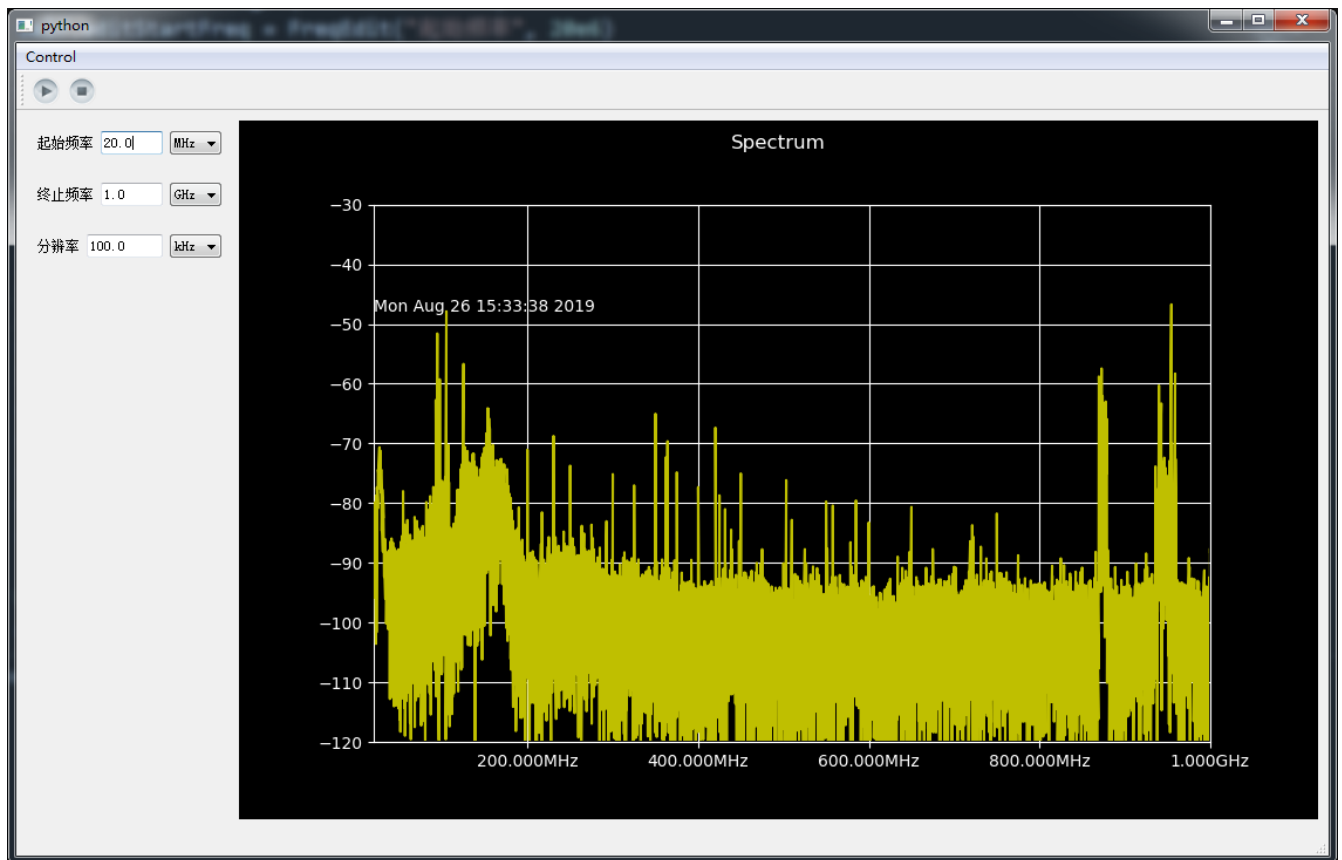 python
Control
起始频率 20.0 MHz
终止频率 1.0 GHz
分辨率 100.0 kHz
Spectrum
−30
−40
Mon Aug 26 15:33:38 2019
−50
−60
−70
−80
−90
−100
−110
−120
200.000MHz 400.000MHz 600.000MHz 800.000MHz 1.000GHz